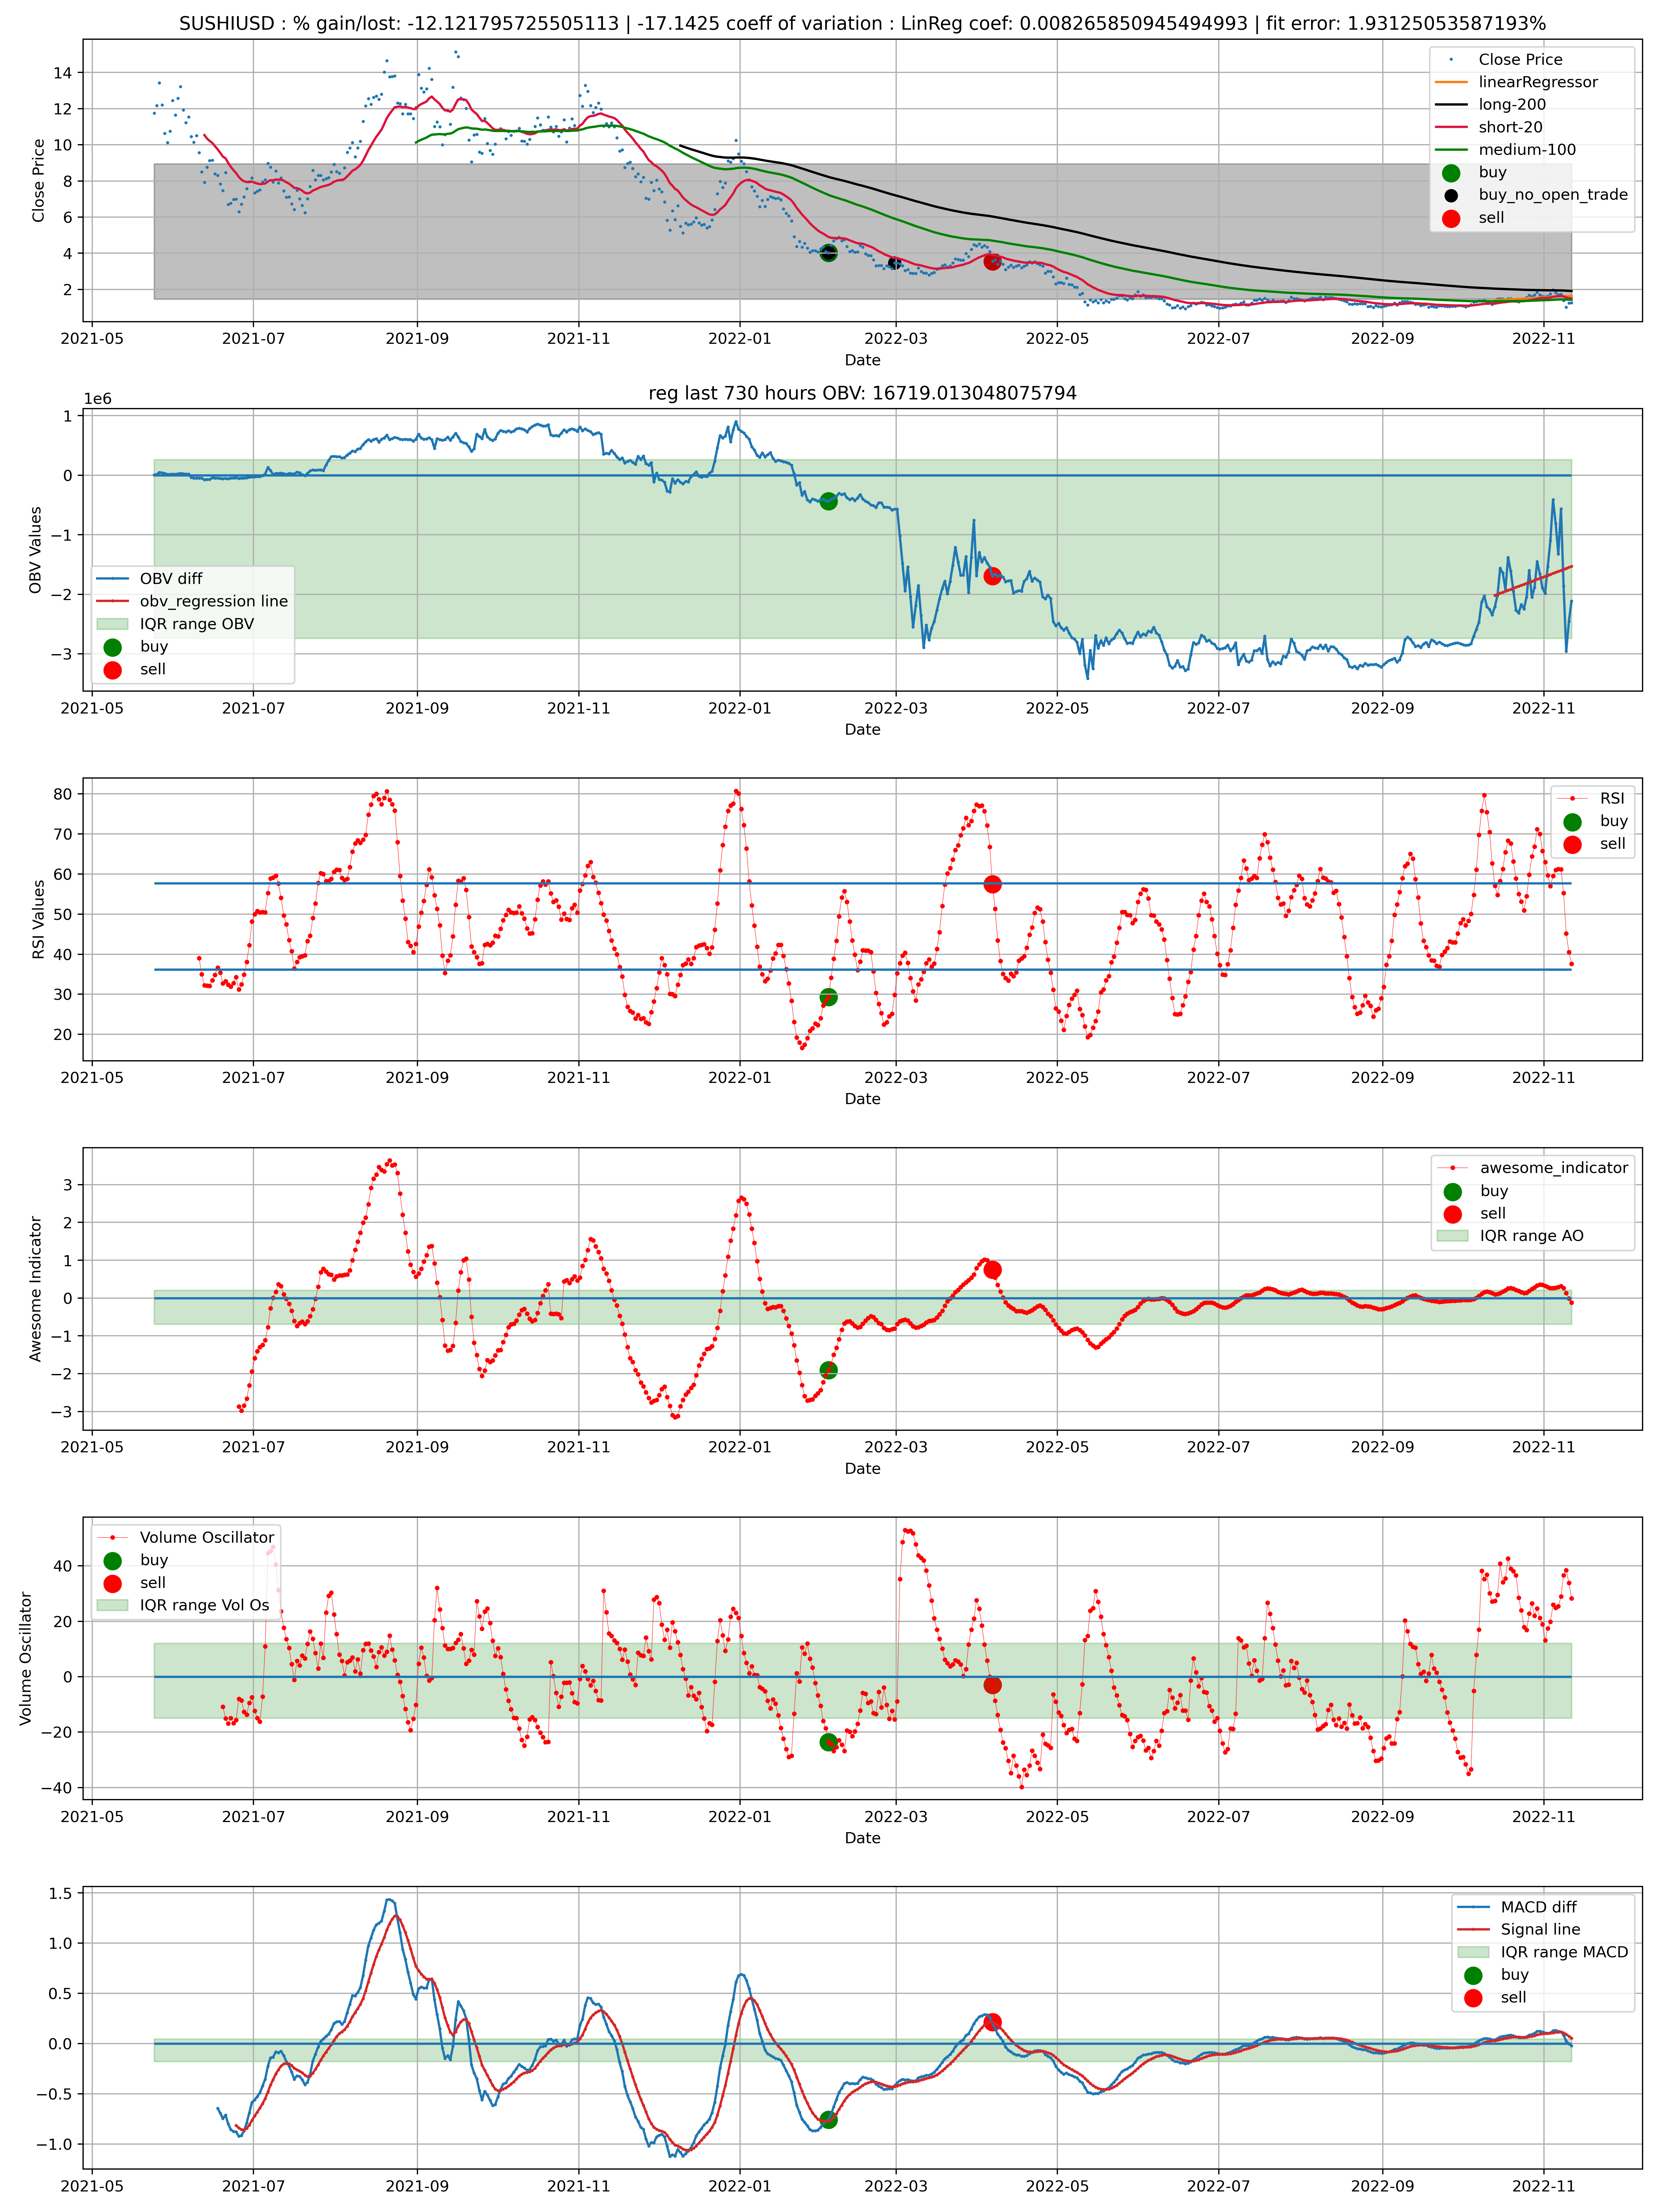 SUSHIUSD : % gain/lost: -12.121795725505113 | -17.1425 coeff of variation : LinReg coef: 0.008265850945494993 | fit error: 1.93125053587193%
14
12
10
8
6
4
2
Close Price
Close Price
linearRegressor
long-200
short-20
medium-100
buy
buy_no_open_trade
sell
2021-05 2021-07 2021-09 2021-11 2022-01 2022-03 2022-05 2022-07 2022-09 2022-11
Date
reg last 730 hours OBV: 16719.013048075794
1e6
1
0
−1
−2
−3
OBV Values
OBV diff
obv_regression line
IQR range OBV
buy
sell
2021-05 2021-07 2021-09 2021-11 2022-01 2022-03 2022-05 2022-07 2022-09 2022-11
Date
80
70
60
50
40
30
20
RSI Values
RSI
buy
sell
2021-05 2021-07 2021-09 2021-11 2022-01 2022-03 2022-05 2022-07 2022-09 2022-11
Date
3
2
1
0
−1
−2
−3
Awesome Indicator
awesome_indicator
buy
sell
IQR range AO
2021-05 2021-07 2021-09 2021-11 2022-01 2022-03 2022-05 2022-07 2022-09 2022-11
Date
40
20
0
−20
−40
Volume Oscillator
Volume Oscillator
buy
sell
IQR range Vol Os
2021-05 2021-07 2021-09 2021-11 2022-01 2022-03 2022-05 2022-07 2022-09 2022-11
Date
1.5
1.0
0.5
0.0
−0.5
−1.0
MACD diff
Signal line
IQR range MACD
buy
sell
2021-05 2021-07 2021-09 2021-11 2022-01 2022-03 2022-05 2022-07 2022-09 2022-11